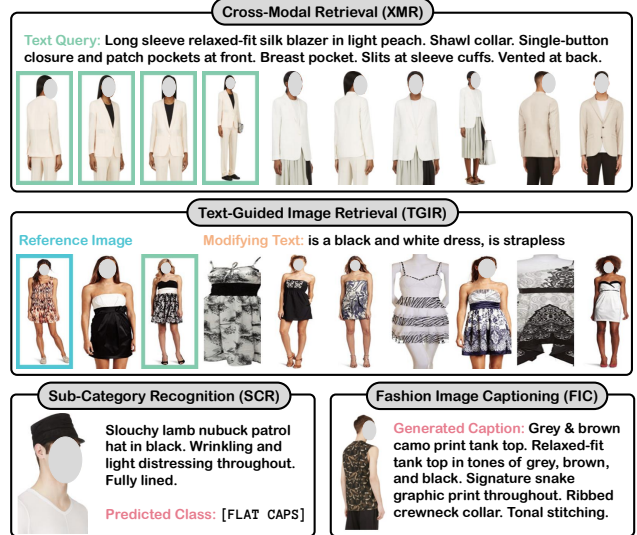 Cross-Modal Retrieval (XMR)
Text Query: Long sleeve relaxed-fit silk blazer in light peach. Shawl collar. Single-button
closure and patch pockets at front. Breast pocket. Slits at sleeve cuffs. Vented at back.
Text-Guided Image Retrieval (TGIR)
Reference Image
Modifying Text: is a black and white dress, is strapless
Sub-Category Recognition (SCR)
Slouchy lamb nubuck patrol
hat in black. Wrinkling and
light distressing throughout.
Fully lined.
Predicted Class: [FLAT CAPS]
Fashion Image Captioning (FIC)
Generated Caption: Grey & brown
camo print tank top. Relaxed-fit
tank top in tones of grey, brown,
and black. Signature snake
graphic print throughout. Ribbed
crewneck collar. Tonal stitching.